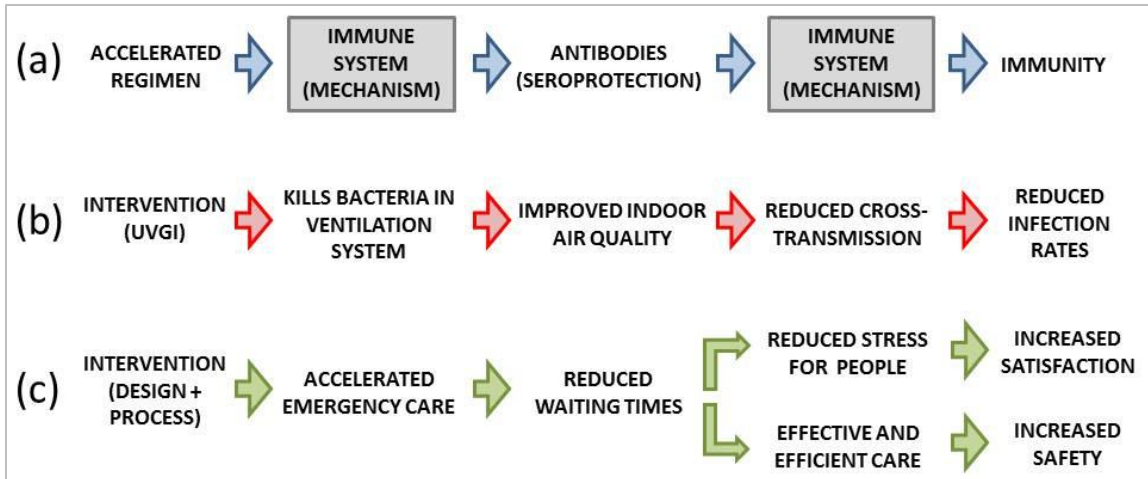 (a)
ACCELERATED
REGIMEN
IMMUNE
SYSTEM
(MECHANISM)
ANTIBODIES
(SEROPROTECTION)
IMMUNE
SYSTEM
(MECHANISM)
IMMUNITY
(b)
INTERVENTION
(UVGI)
KILLS BACTERIA IN
VENTILATION
SYSTEM
IMPROVED INDOOR
AIR QUALITY
REDUCED CROSS-
TRANSMISSION
REDUCED
INFECTION
RATES
(c)
INTERVENTION
(DESIGN +
PROCESS)
ACCELERATED
EMERGENCY CARE
REDUCED
WAITING TIMES
REDUCED STRESS
FOR PEOPLE
INCREASED
SATISFACTION
EFFECTIVE AND
EFFICIENT CARE
INCREASED
SAFETY